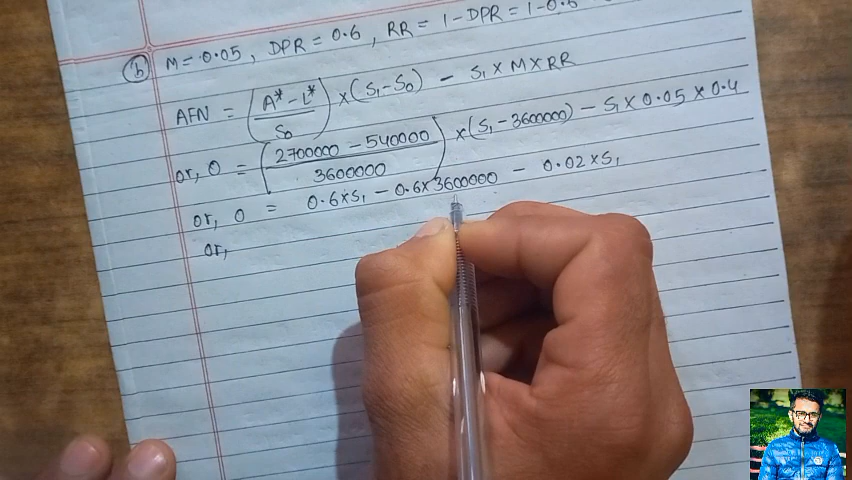 (b) M = 0.05, DPR = 0.6, RR = 1 - DPR = 1 - 0.6
AFN = (A* - L* / S₀) × (S₁ - S₀) - S₁ × M × RR
or, 0 = (2700000 - 540000 / 3600000) × (S₁ - 3600000) - S₁ × 0.05 × 0.4
or, 0 = 0.6 × S₁ - 0.6 × 3600000 - 0.02 × S₁
or,